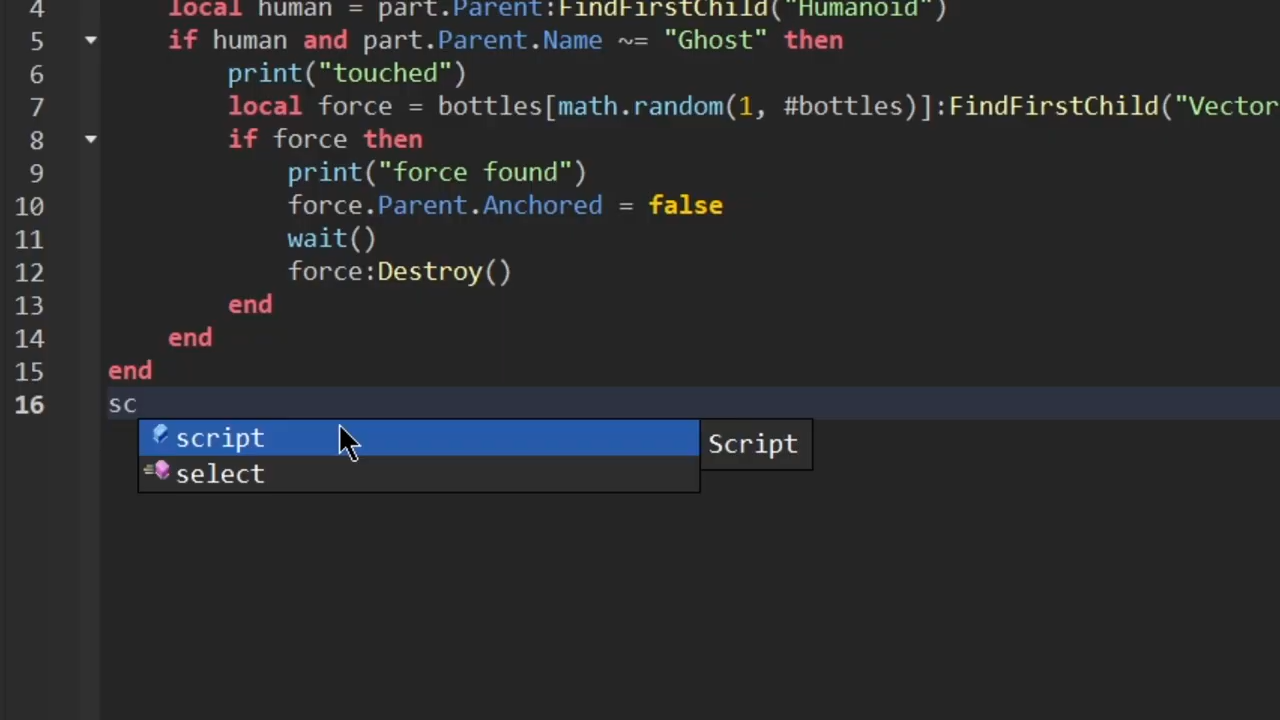 4 local human = part.Parent:FindFirstChild("Humanoid")
5 if human and part.Parent.Name ~= "Ghost" then
6 print("touched")
7 local force = bottles[math.random(1, #bottles)]:FindFirstChild("Vector
8 if force then
9 print("force found")
10 force.Parent.Anchored = false
11 wait()
12 force:Destroy()
13 end
14 end
15 end
16 sc
script Script
select